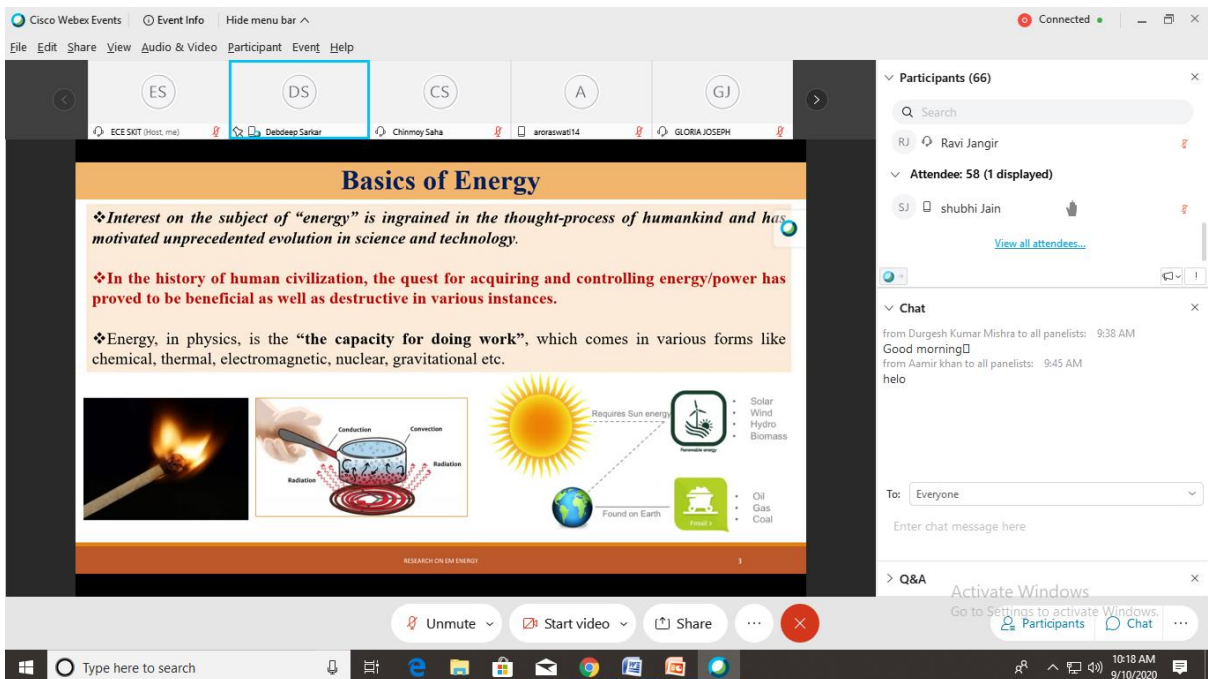 Cisco Webex Events
Event Info
Hide menu bar
Connected
File Edit Share View Audio & Video Participant Event Help
ES
DS
CS
A
GJ
ECE SKIT (Host, me)
Debdeep Sarkar
Chinmoy Saha
aroraswati14
GLORIA JOSEPH
Basics of Energy
❖Interest on the subject of “energy” is ingrained in the thought-process of humankind and has
motivated unprecedented evolution in science and technology.
❖In the history of human civilization, the quest for acquiring and controlling energy/power has
proved to be beneficial as well as destructive in various instances.
❖Energy, in physics, is the “the capacity for doing work”, which comes in various forms like
chemical, thermal, electromagnetic, nuclear, gravitational etc.
Conduction
Convection
Radiation
Radiation
Requires Sun energy
Renewable energy
• Solar
• Wind
• Hydro
• Biomass
Found on Earth
• Oil
• Gas
• Coal
RESEARCH ON EM ENERGY
3
Participants (66)
Search
RJ Ravi Jangir
Attendee: 58 (1 displayed)
SJ shubhi Jain
View all attendees...
Chat
from Durgesh Kumar Mishra to all panelists: 9:38 AM
Good morning
from Aamir khan to all panelists: 9:45 AM
helo
To: Everyone
Enter chat message here
Q&A
Activate Windows
Go to Settings to activate Windows.
Unmute
Start video
Share
Participants
Chat
Type here to search
10:18 AM
9/10/2020